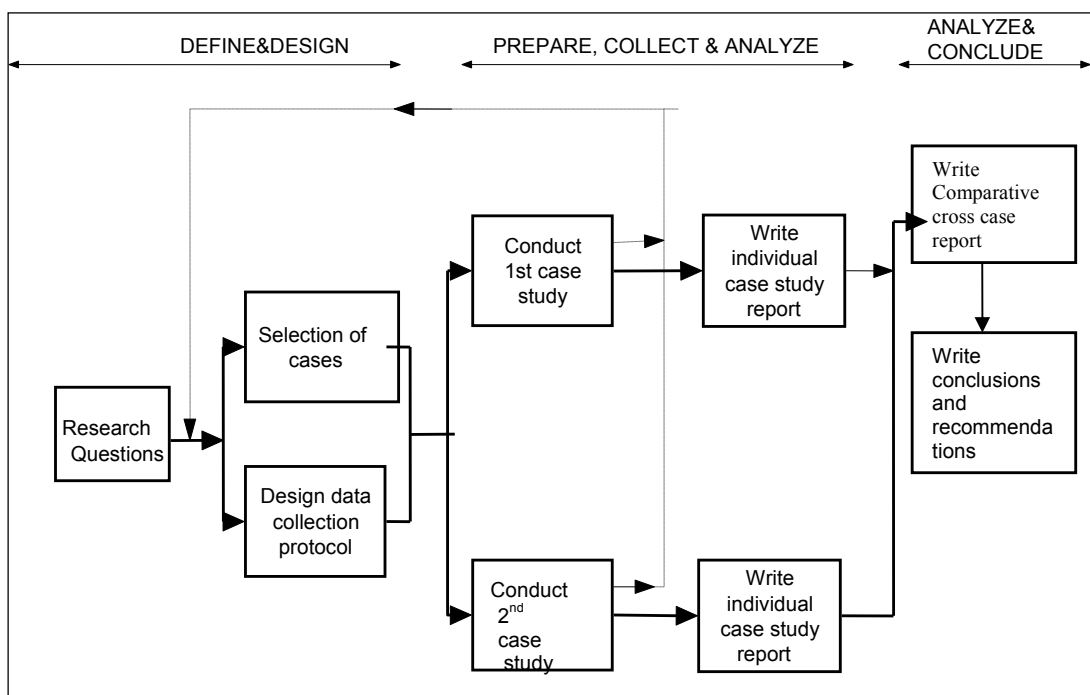 DEFINE&DESIGN
PREPARE, COLLECT & ANALYZE
ANALYZE&
CONCLUDE
Research
Questions
Selection of
cases
Design data
collection
protocol
Conduct
1st case
study
Write
individual
case study
report
Conduct
2nd
case
study
Write
individual
case study
report
Write
Comparative
cross case
report
Write
conclusions
and
recommenda
tions